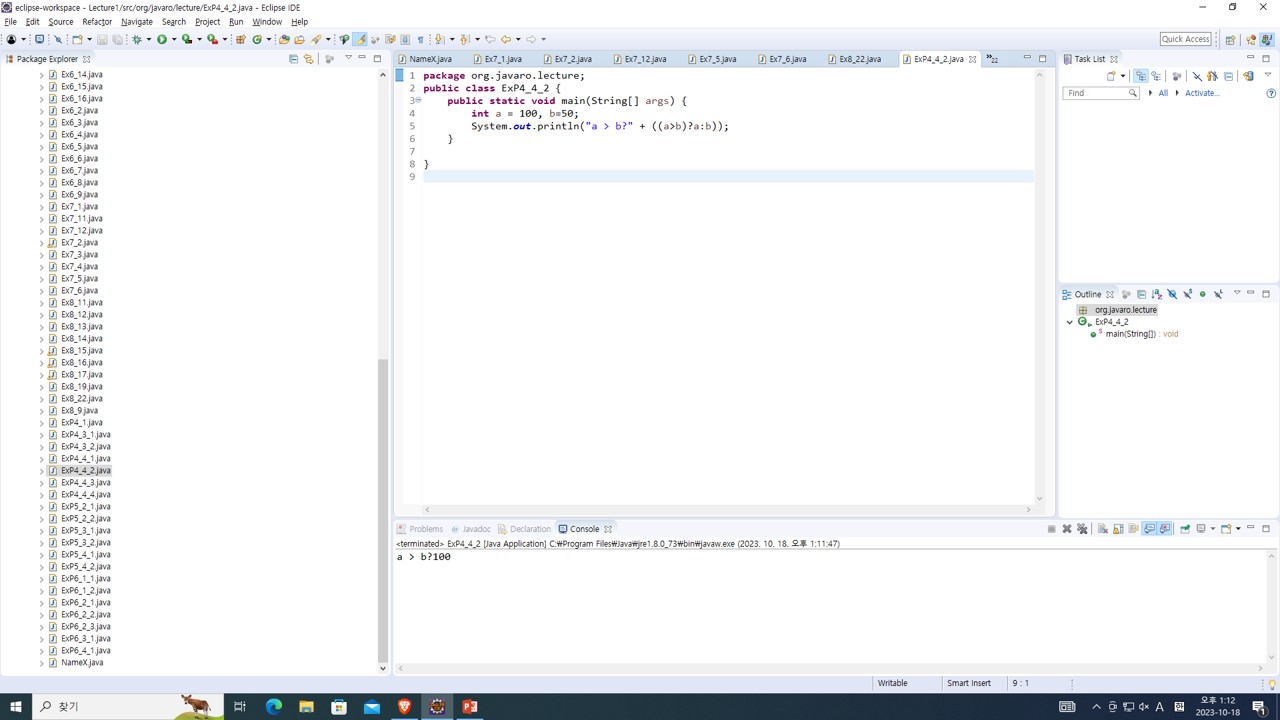 eclipse-workspace - Lecture1/src/org/javaro/lecture/ExP4_4_2.java - Eclipse IDE
File Edit Source Refactor Navigate Search Project Run Window Help
Quick Access
Package Explorer
Ex6_14.java
Ex6_15.java
Ex6_16.java
Ex6_2.java
Ex6_3.java
Ex6_4.java
Ex6_5.java
Ex6_6.java
Ex6_7.java
Ex6_8.java
Ex6_9.java
Ex7_1.java
Ex7_11.java
Ex7_12.java
Ex7_2.java
Ex7_3.java
Ex7_4.java
Ex7_5.java
Ex7_6.java
Ex8_11.java
Ex8_12.java
Ex8_13.java
Ex8_14.java
Ex8_15.java
Ex8_16.java
Ex8_17.java
Ex8_19.java
Ex8_22.java
Ex8_9.java
ExP4_1.java
ExP4_3_1.java
ExP4_3_2.java
ExP4_4_1.java
ExP4_4_2.java
ExP4_4_3.java
ExP4_4_4.java
ExP5_2_1.java
ExP5_2_2.java
ExP5_3_1.java
ExP5_3_2.java
ExP5_4_1.java
ExP5_4_2.java
ExP6_1_1.java
ExP6_1_2.java
ExP6_2_1.java
ExP6_2_2.java
ExP6_2_3.java
ExP6_3_1.java
ExP6_4_1.java
NameX.java
NameX.java Ex7_1.java Ex7_2.java Ex7_12.java Ex7_5.java Ex7_6.java Ex8_22.java ExP4_4_2.java »22
1 package org.javaro.lecture;
2 public class ExP4_4_2 {
3 public static void main(String[] args) {
4 int a = 100, b=50;
5 System.out.println("a > b?" + ((a>b)?a:b));
6 }
7
8 }
9
Task List
Find All Activate...
Outline
org.javaro.lecture
ExP4_4_2
main(String[]) : void
Problems Javadoc Declaration Console
<terminated> ExP4_4_2 [Java Application] C:₩Program Files₩Java₩jre1.8.0_73₩bin₩javaw.exe (2023. 10. 18. 오후 1:11:47)
a > b?100
Writable Smart Insert 9 : 1
찾기
A 한 오후 1:12
2023-10-18
1